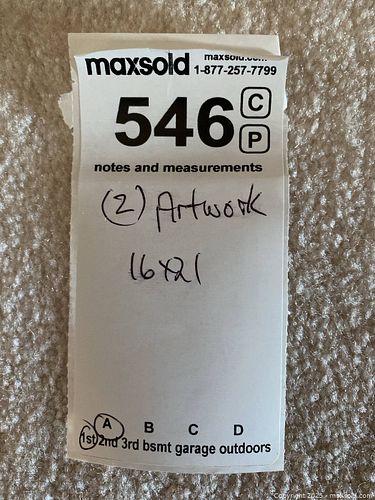 maxsold maxsold.com
1-877-257-7799
546 C
P
notes and measurements
(2) Artwork
16x21
A B C D
1st 2nd 3rd bsmt garage outdoors
Copyright 2025 - maxsold.com